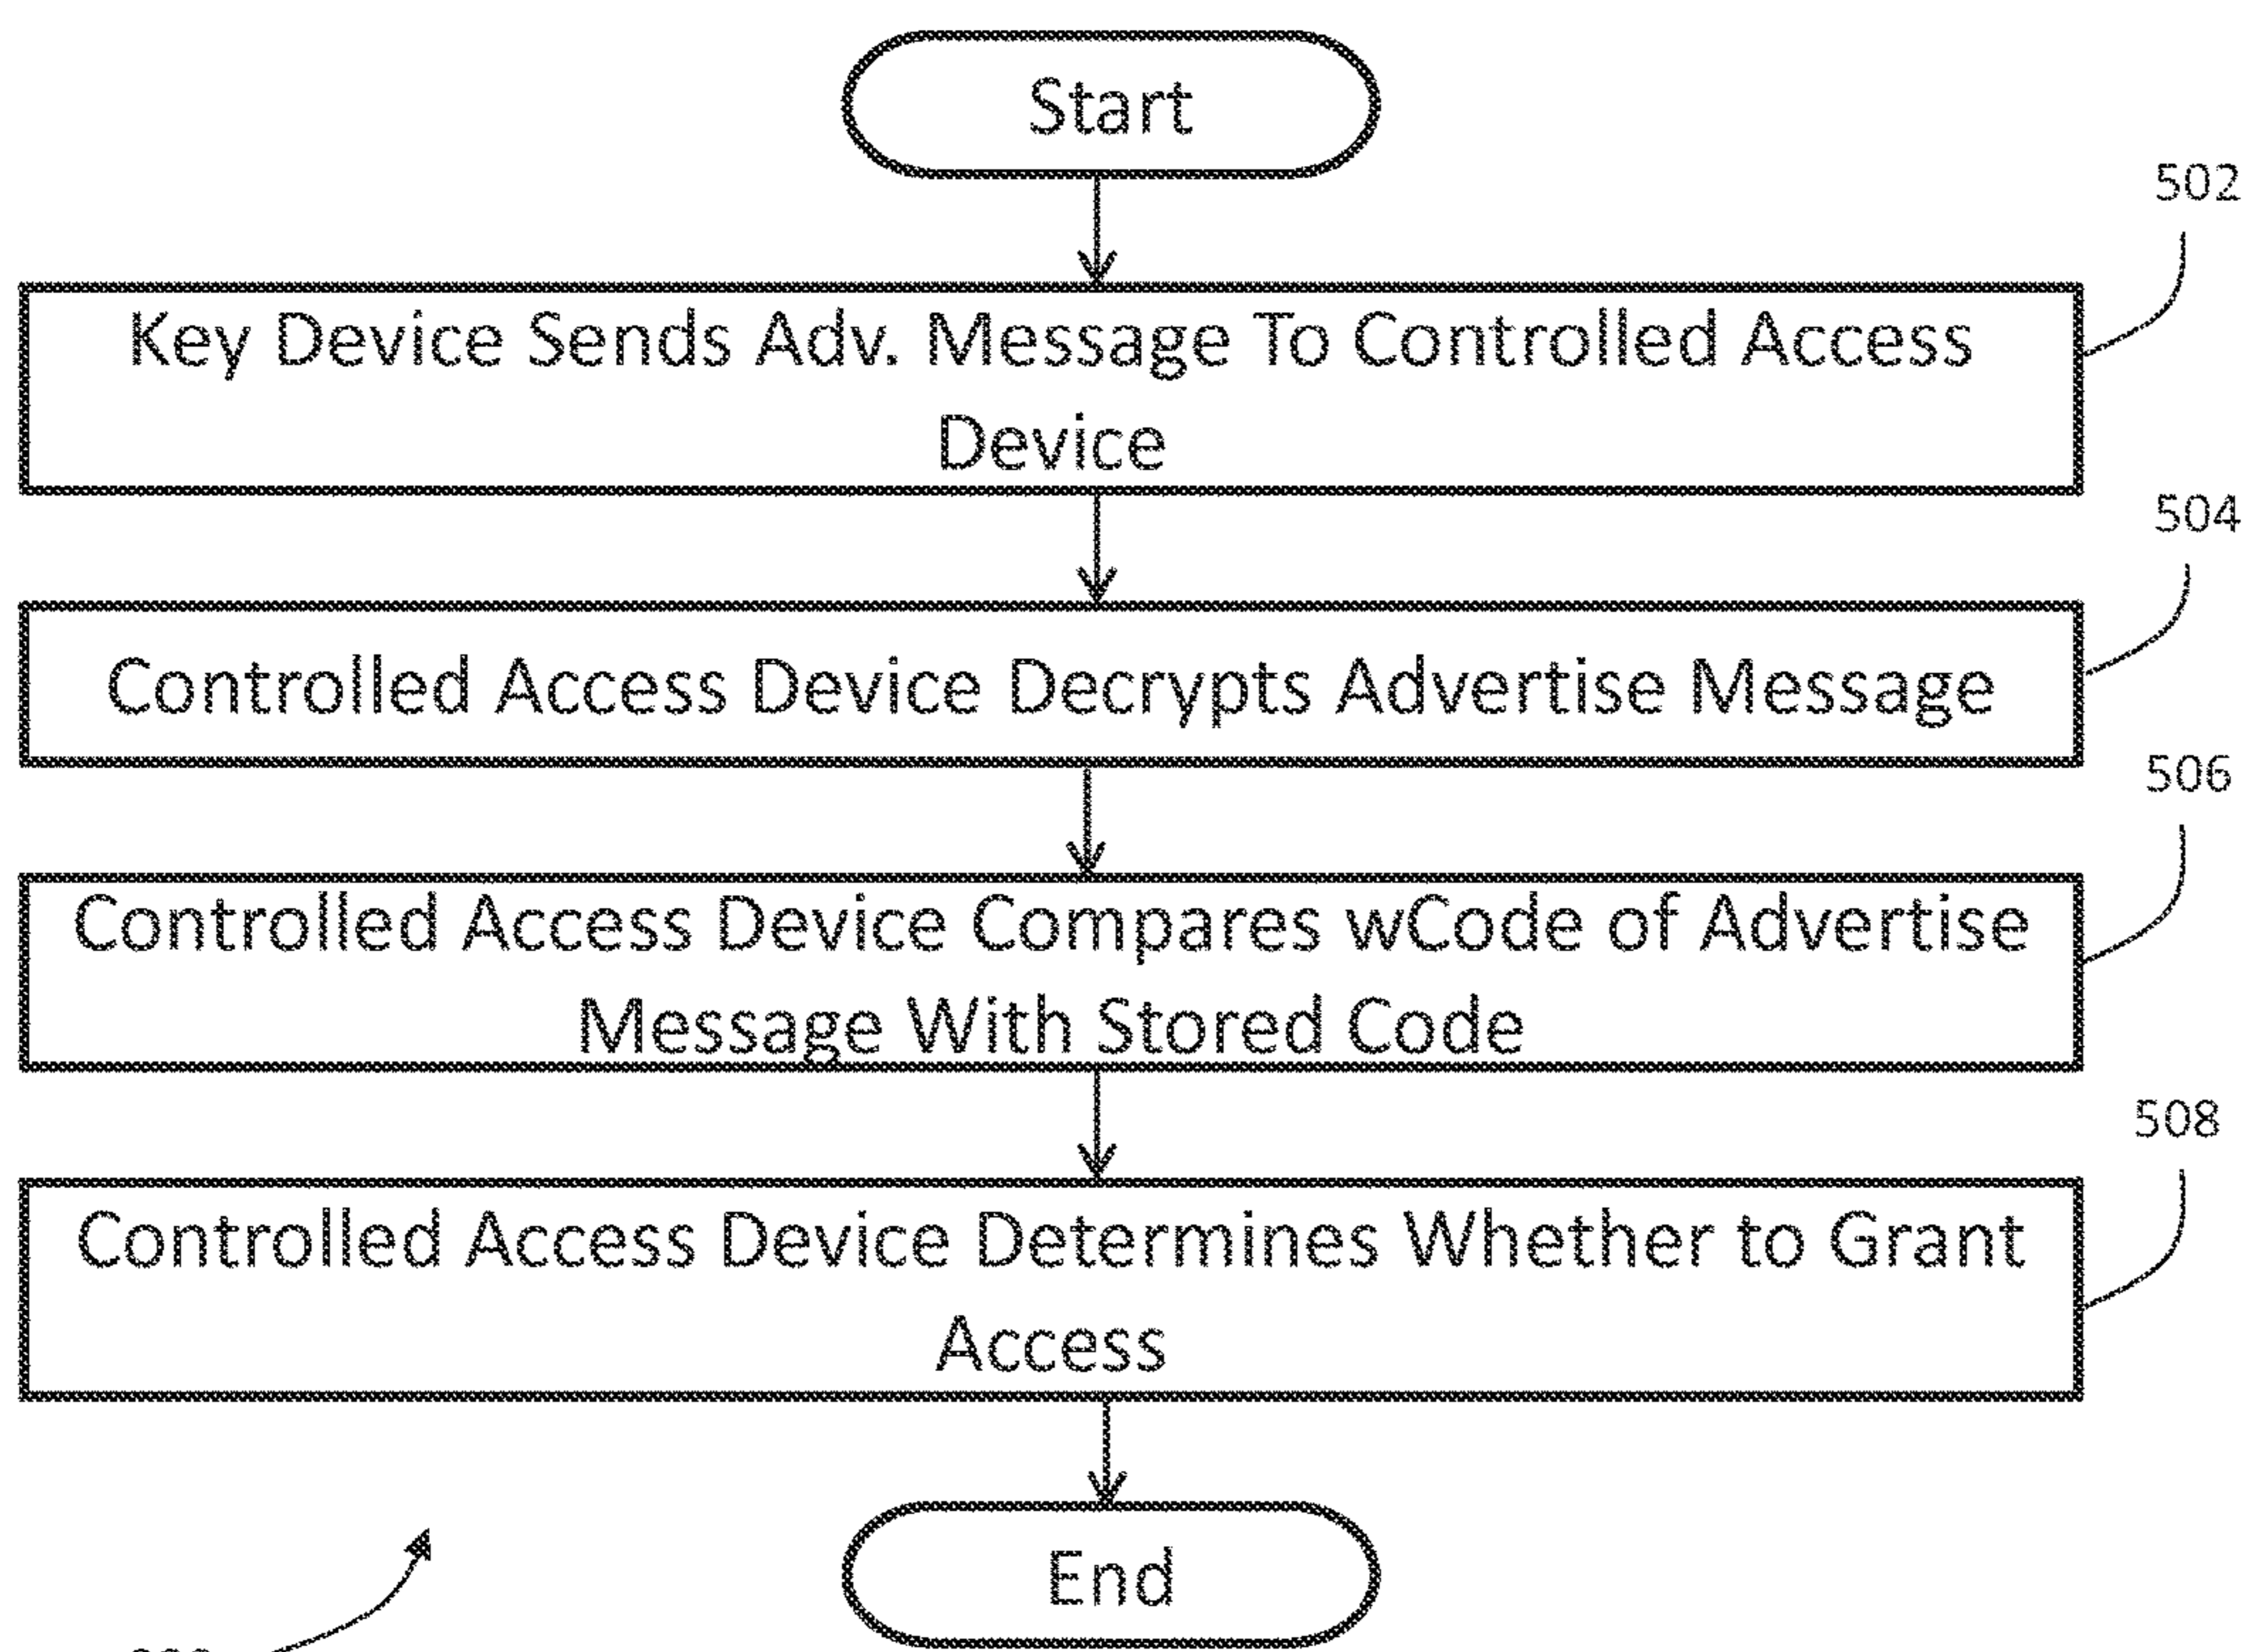 Start
502
Key Device Sends Adv. Message To Controlled Access
Device
504
Controlled Access Device Decrypts Advertise Message
506
Controlled Access Device Compares wCode of Advertise
Message With Stored Code
508
Controlled Access Device Determines Whether to Grant
Access
End